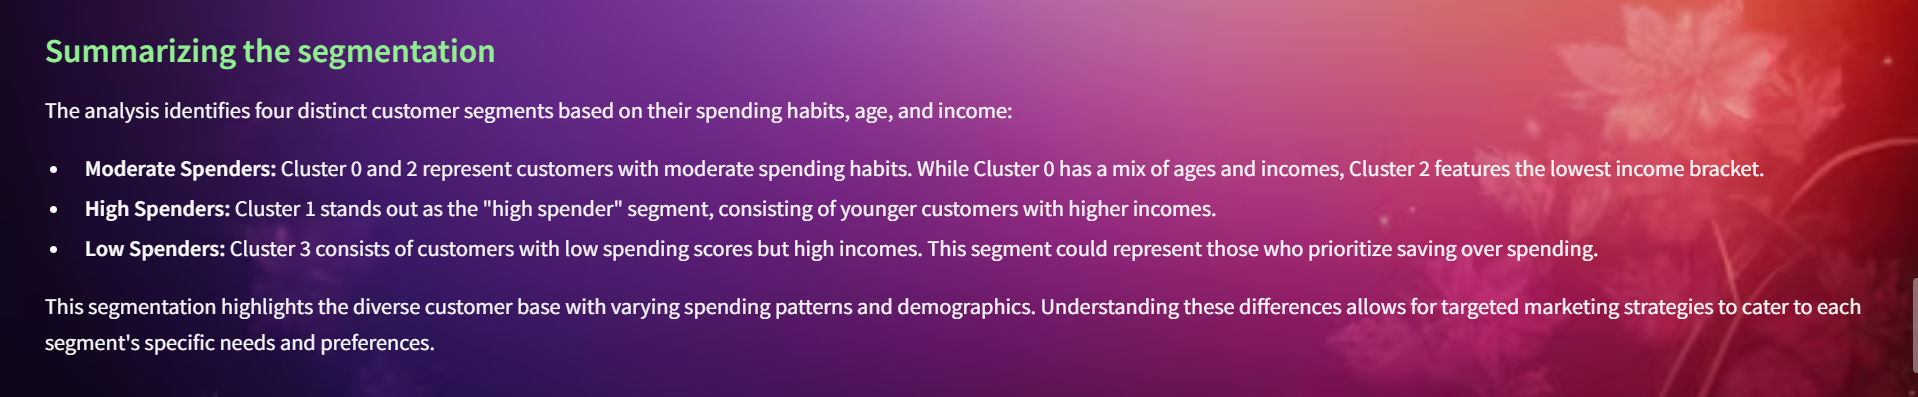 Summarizing the segmentation
The analysis identifies four distinct customer segments based on their spending habits, age, and income:
• Moderate Spenders: Cluster 0 and 2 represent customers with moderate spending habits. While Cluster 0 has a mix of ages and incomes, Cluster 2 features the lowest income bracket.
• High Spenders: Cluster 1 stands out as the "high spender" segment, consisting of younger customers with higher incomes.
• Low Spenders: Cluster 3 consists of customers with low spending scores but high incomes. This segment could represent those who prioritize saving over spending.
This segmentation highlights the diverse customer base with varying spending patterns and demographics. Understanding these differences allows for targeted marketing strategies to cater to each
segment's specific needs and preferences.